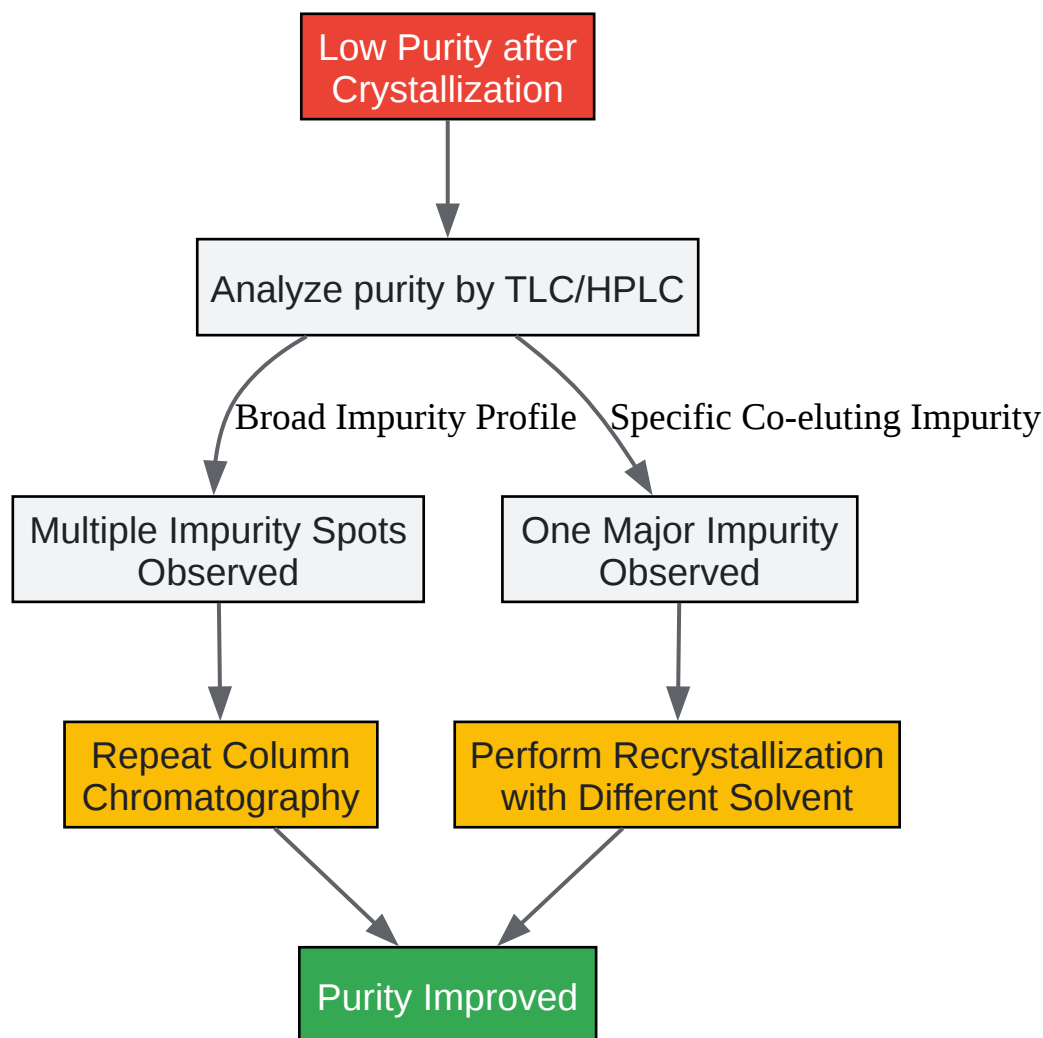 Low Purity after
Crystallization
Analyze purity by TLC/HPLC
Broad Impurity Profile
Specific Co-eluting Impurity
Multiple Impurity Spots
Observed
One Major Impurity
Observed
Repeat Column
Chromatography
Perform Recrystallization
with Different Solvent
Purity Improved